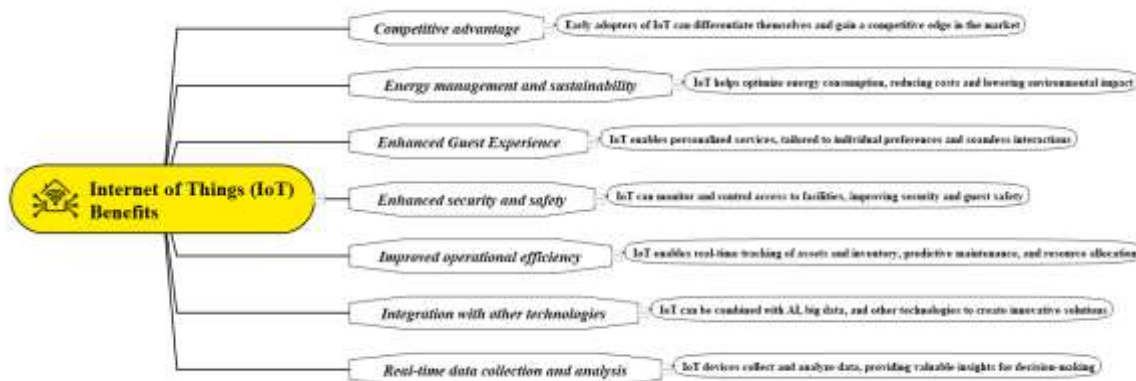 Competitive advantage
Early adopters of IoT can differentiate themselves and gain a competitive edge in the market
Energy management and sustainability
IoT helps optimize energy consumption, reducing costs and lowering environmental impact
Enhanced Guest Experience
IoT enables personalized services, tailored to individual preferences and seamless interactions
Internet of Things (IoT)
Benefits
Enhanced security and safety
IoT can monitor and control access to facilities, improving security and guest safety
Improved operational efficiency
IoT enables real-time tracking of assets and inventory, predictive maintenance, and resource allocation
Integration with other technologies
IoT can be combined with AI, big data, and other technologies to create innovative solutions
Real-time data collection and analysis
IoT devices collect and analyze data, providing valuable insights for decision-making